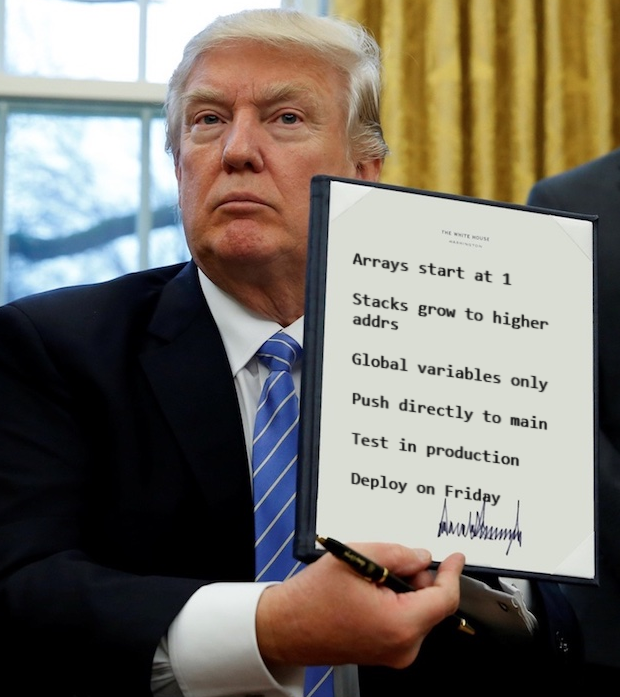 THE WHITE HOUSE
WASHINGTON
Arrays start at 1
Stacks grow to higher
addrs
Global variables only
Push directly to main
Test in production
Deploy on Friday